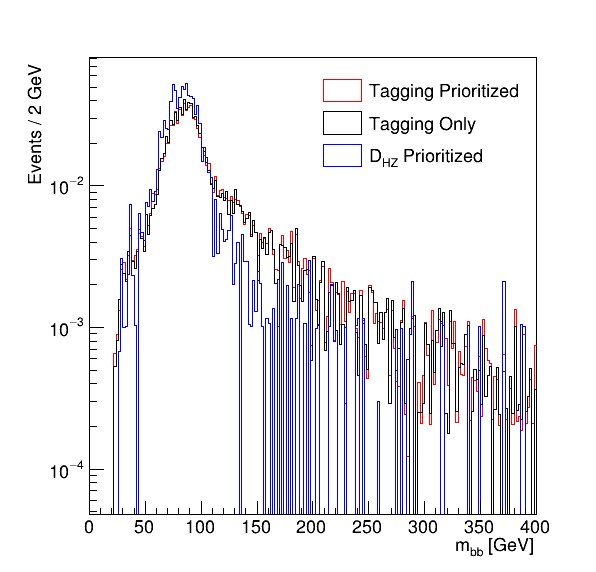 Events / 2 GeV
Tagging Prioritized
Tagging Only
D_HZ Prioritized
10^−2
10^−3
10^−4
0 50 100 150 200 250 300 350 400
m_bb [GeV]